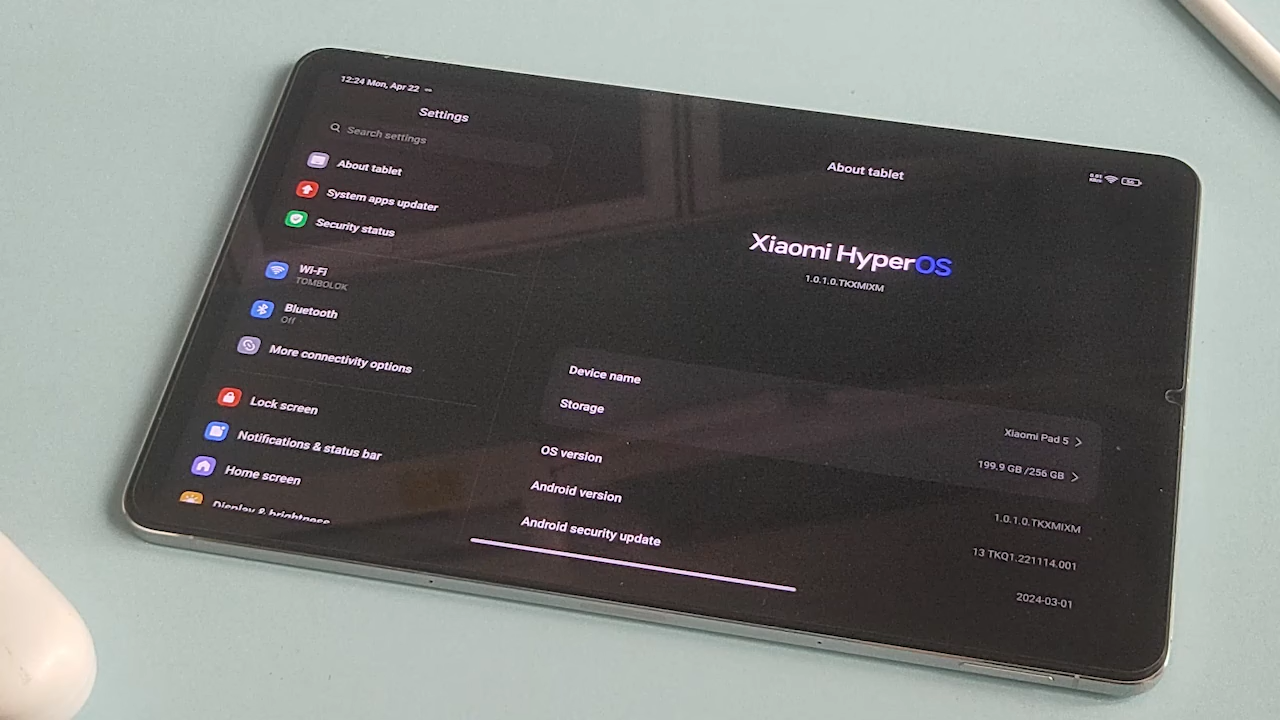 12:24 Mon, Apr 22
Settings
Search settings
About tablet
System apps updater
Security status
Wi-Fi
TOMBOLOK
Bluetooth
Off
More connectivity options
Lock screen
Notifications & status bar
Home screen
Display & brightness
About tablet
Xiaomi HyperOS
1.0.1.0.TKXMIXM
Device name
Xiaomi Pad 5
Storage
199.9 GB /256 GB
OS version
1.0.1.0.TKXMIXM
Android version
13 TKQ1.221114.001
Android security update
2024-03-01